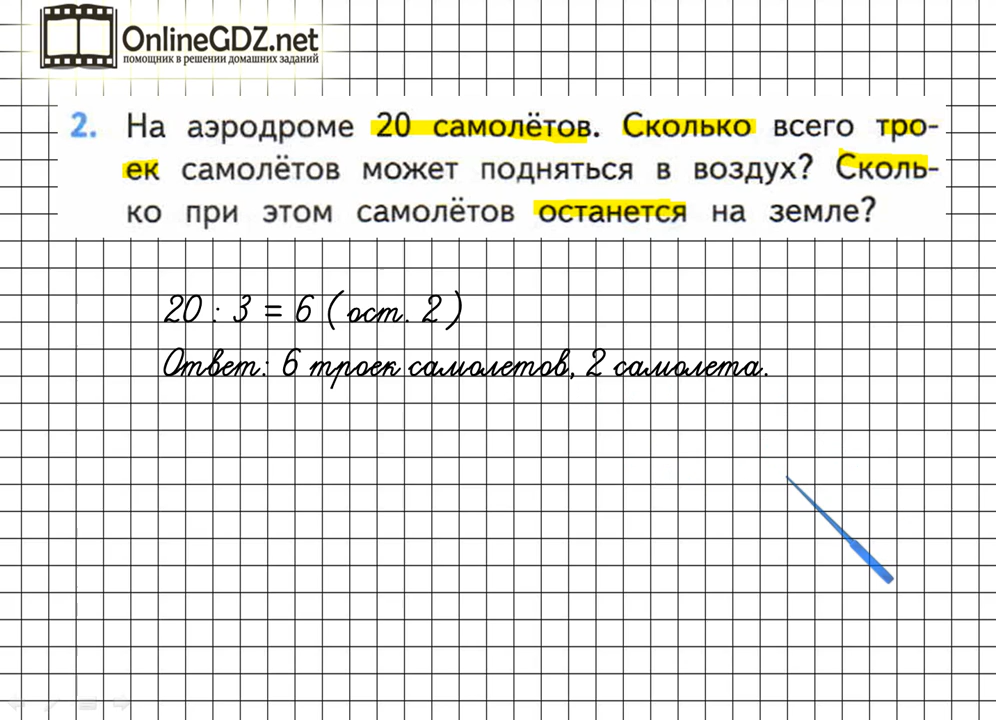 OnlineGDZ.net
помощник в решении домашних заданий
2. На аэродроме 20 самолётов. Сколько всего тро-
ек самолётов может подняться в воздух? Сколь-
ко при этом самолётов останется на земле?
20 : 3 = 6 ( ост. 2 )
Ответ: 6 троек самолетов, 2 самолета.